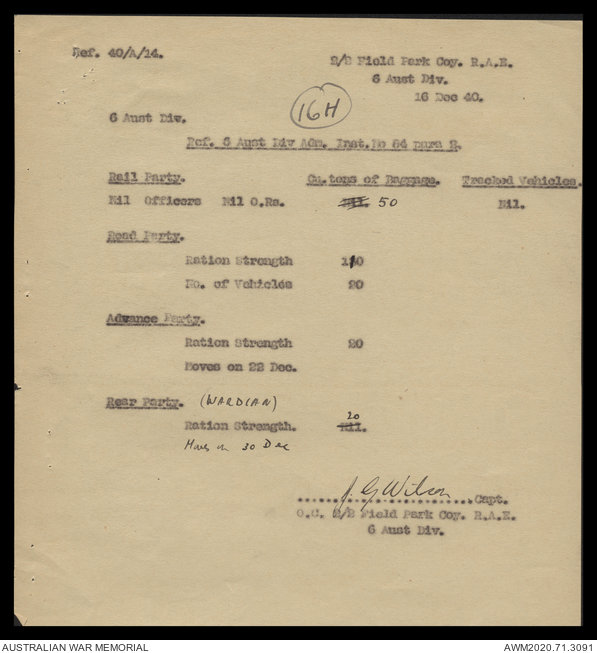 Ref. 40/A/14.
2/2 Field Park Coy. R.A.E.
6 Aust Div.
16 Dec 40.
16H
6 Aust Div.
Ref. 6 Aust Div Adm. Inst. No 64 para 2.
Rail Party. Cu.tons of Baggage. Tracked Vehicles.
Nil Officers Nil O.Rs. Nil. 50 Nil.
Road Party.
Ration Strength 110
No. of Vehicles 20
Advance Party.
Ration Strength 20
Moves on 22 Dec.
Rear Party. (WARDIAN)
20
Ration Strength. Nil.
Moves on 30 Dec
J. G Wilson Capt.
O.C. 2/2 Field Park Coy. R.A.E.
6 Aust Div.
AUSTRALIAN WAR MEMORIAL AWM2020.71.3091